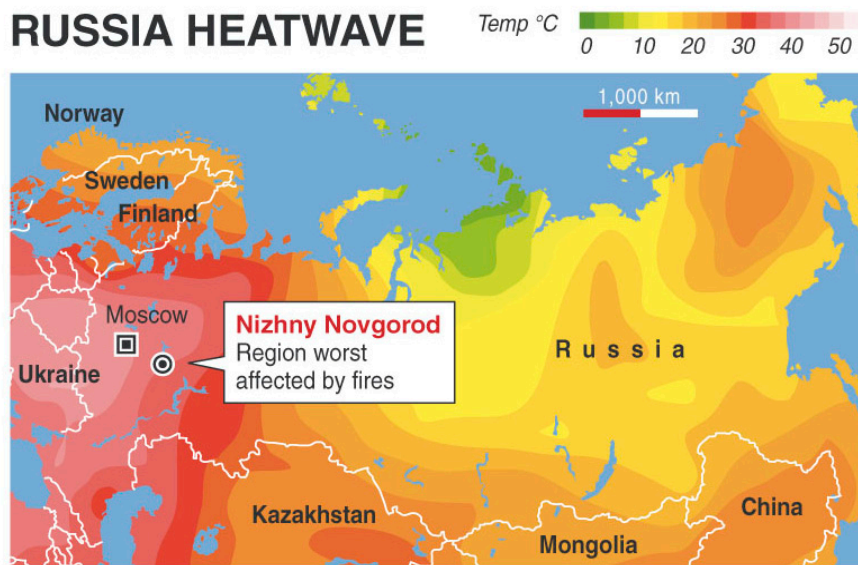 RUSSIA HEATWAVE
Temp °C
0 10 20 30 40 50
1,000 km
Norway
Sweden
Finland
Moscow
Nizhny Novgorod
Region worst
affected by fires
Russia
Ukraine
Kazakhstan
China
Mongolia